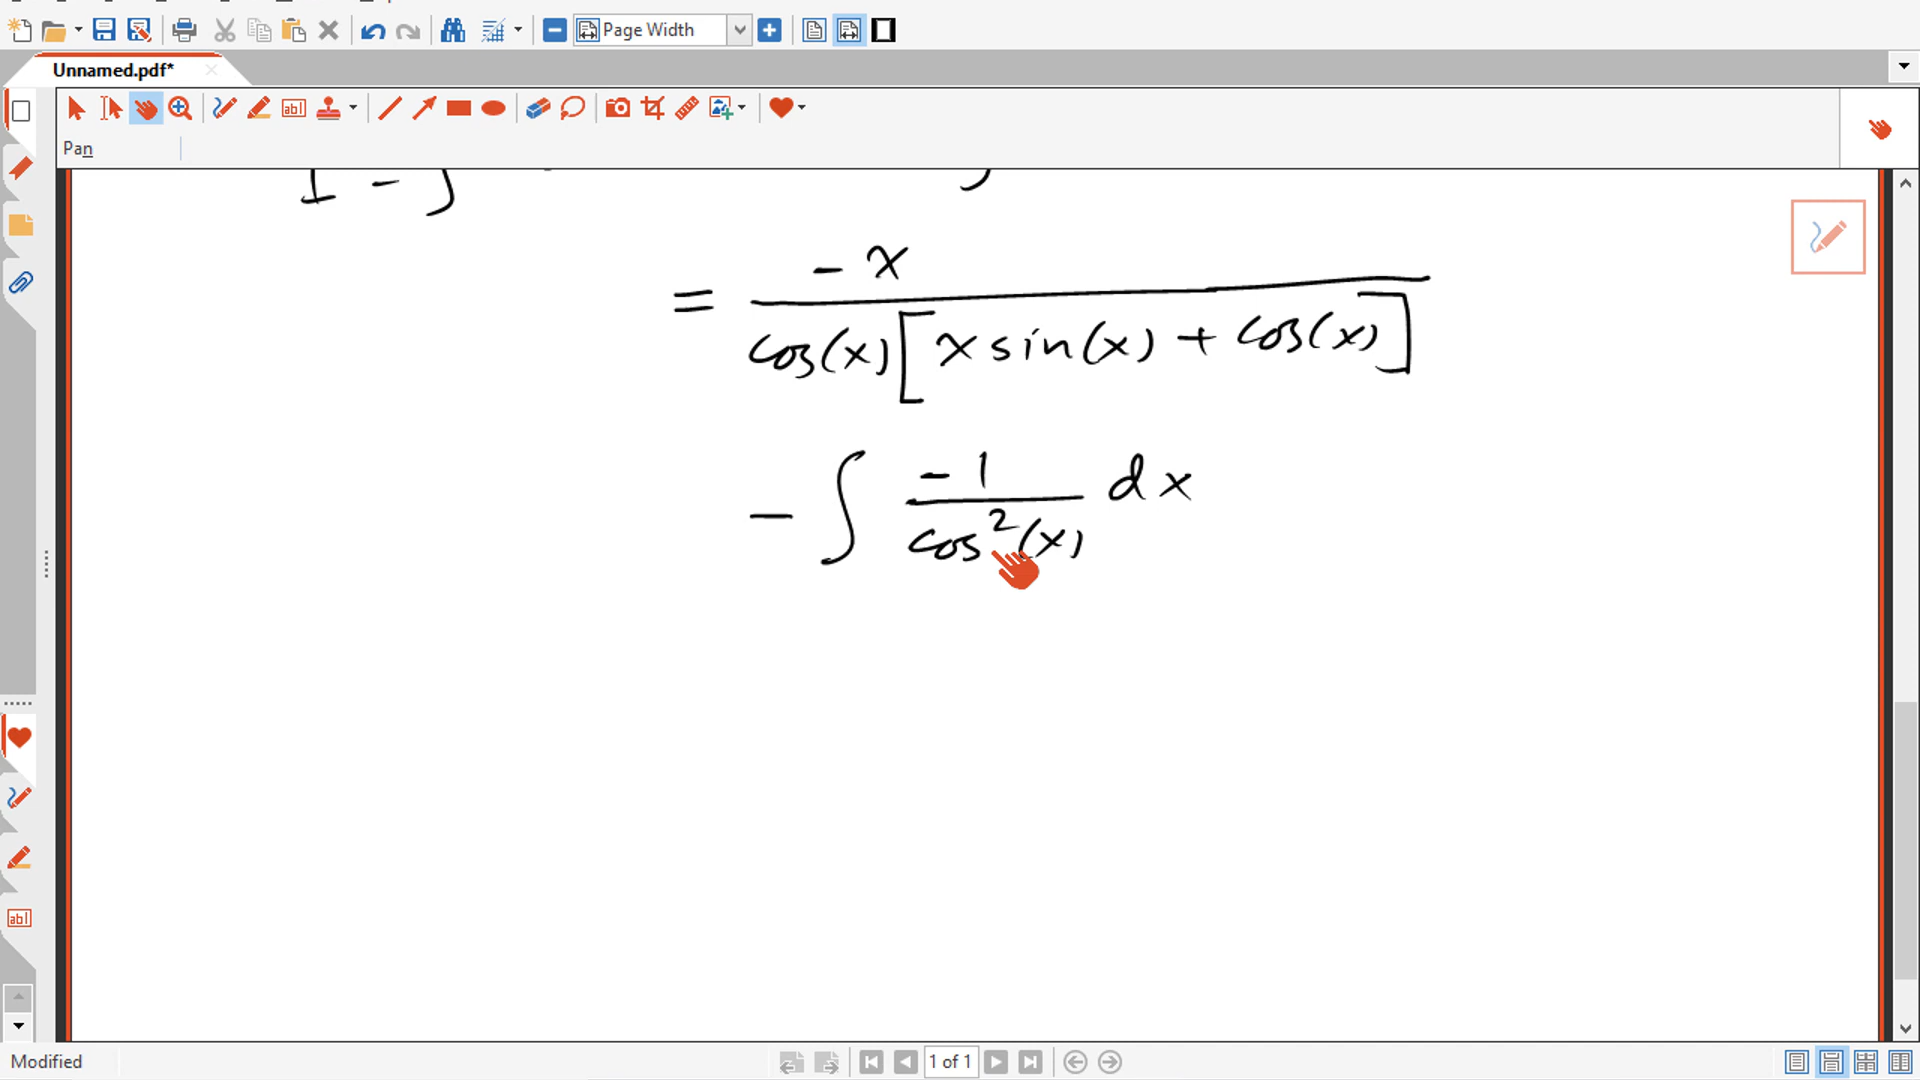 Page Width
Unnamed.pdf*
Pan
= -x / cos(x)[x sin(x) + cos(x)]
- ∫ -1 / cos²(x) dx
Modified
1 of 1